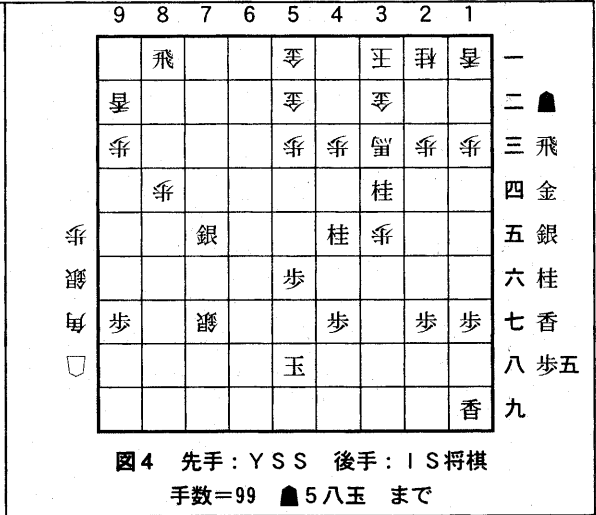 9 8 7 6 5 4 3 2 1
飛 金 玉 桂 香 一
香 金 金 二
歩 歩 歩 馬 歩 歩 三
歩 桂 四
銀 桂 歩 五
歩 六
歩 銀 歩 歩 歩 七
玉 八
香 九
☗
飛
金
銀
桂
香
歩五
☖
角
銀
歩
図4 先手：YSS 後手：IS将棋
手数＝99 ☗5八玉 まで